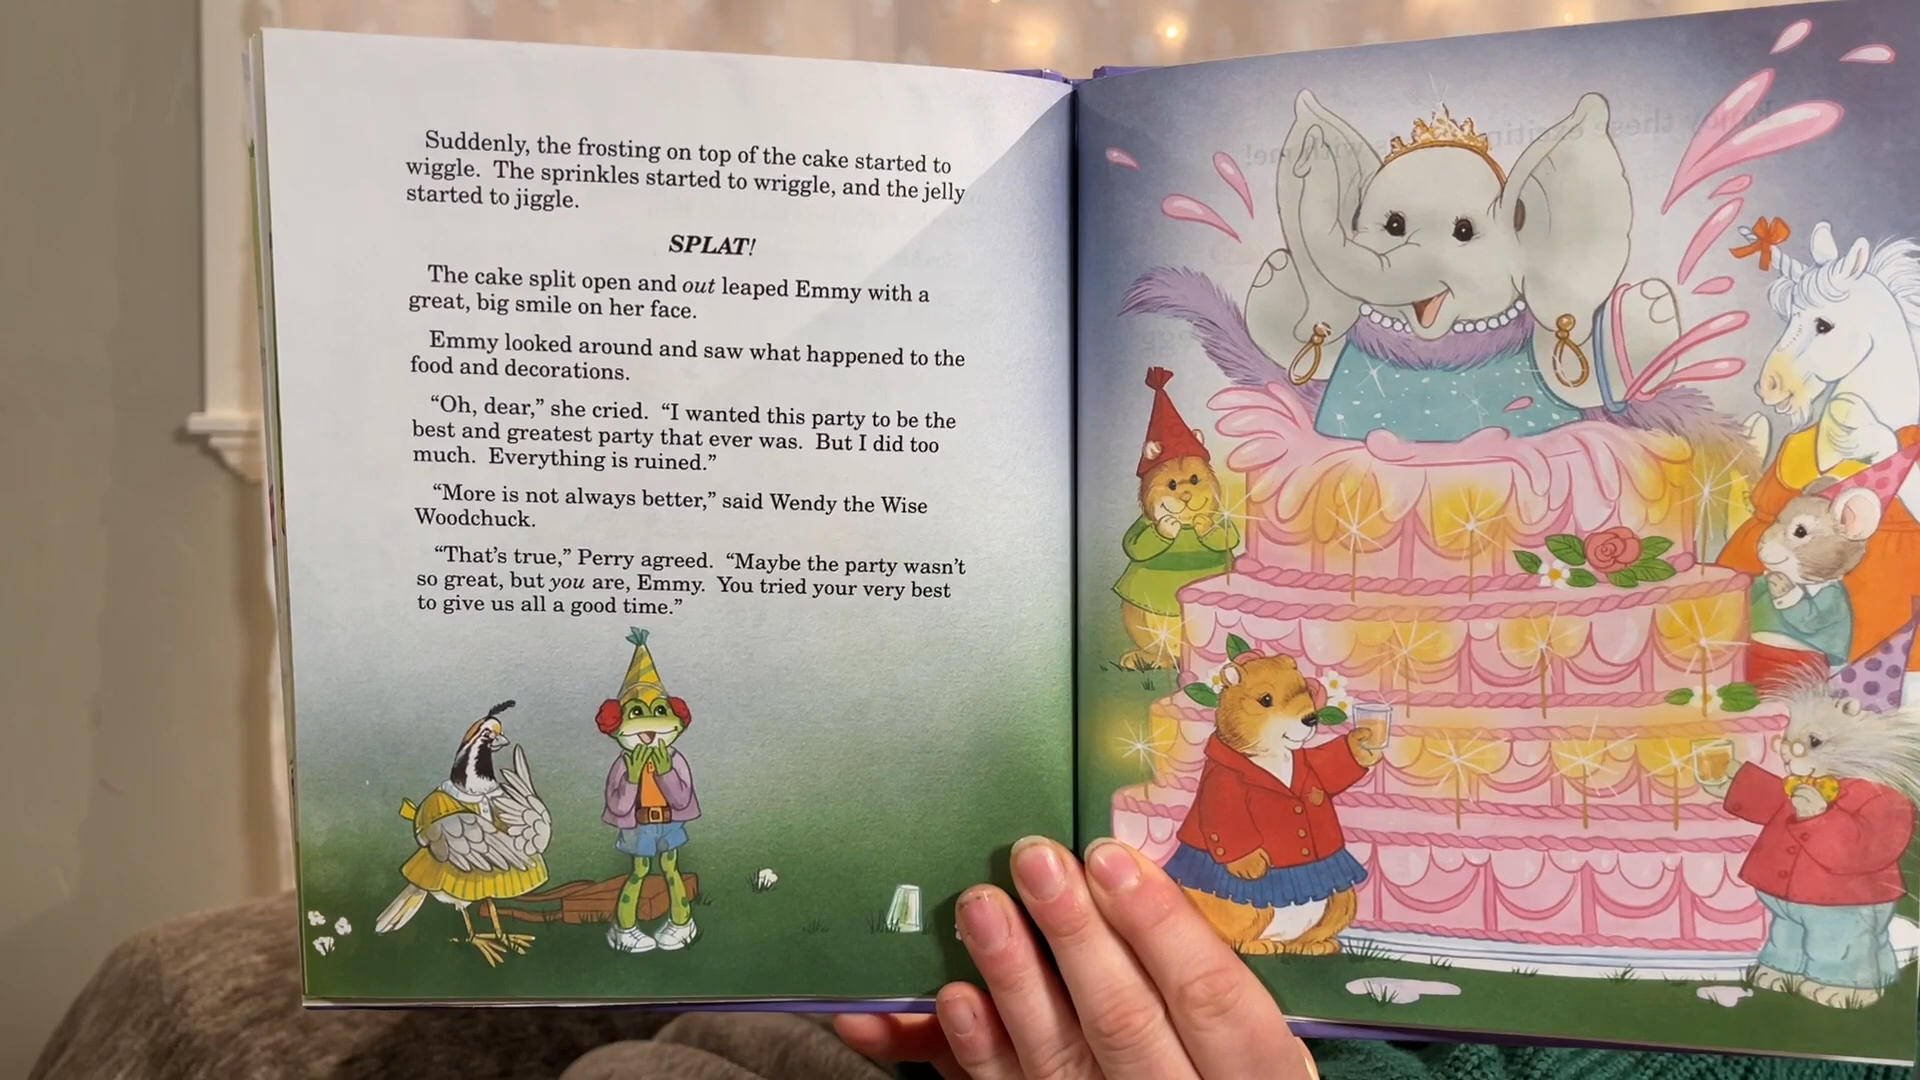 Suddenly, the frosting on top of the cake started to
wiggle. The sprinkles started to wriggle, and the jelly
started to jiggle.
SPLAT!
The cake split open and out leaped Emmy with a
great, big smile on her face.
Emmy looked around and saw what happened to the
food and decorations.
“Oh, dear,” she cried. “I wanted this party to be the
best and greatest party that ever was. But I did too
much. Everything is ruined.”
“More is not always better,” said Wendy the Wise
Woodchuck.
“That’s true,” Perry agreed. “Maybe the party wasn’t
so great, but you are, Emmy. You tried your very best
to give us all a good time.”